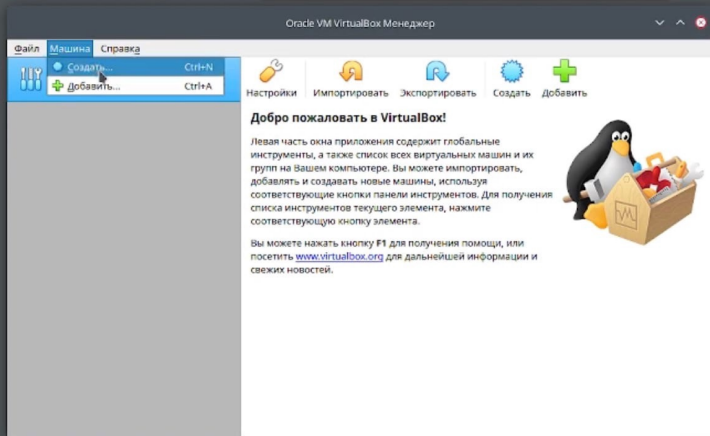 Oracle VM VirtualBox Менеджер
Файл Машина Справка
Создать... Ctrl+N
Добавить... Ctrl+A
Настройки Импортировать Экспортировать Создать Добавить
Добро пожаловать в VirtualBox!
Левая часть окна приложения содержит глобальные
инструменты, а также список всех виртуальных машин и их
групп на Вашем компьютере. Вы можете импортировать,
добавлять и создавать новые машины, используя
соответствующие кнопки панели инструментов. Для получения
списка инструментов текущего элемента, нажмите
соответствующую кнопку элемента.
Вы можете нажать кнопку F1 для получения помощи, или
посетить www.virtualbox.org для дальнейшей информации и
свежих новостей.